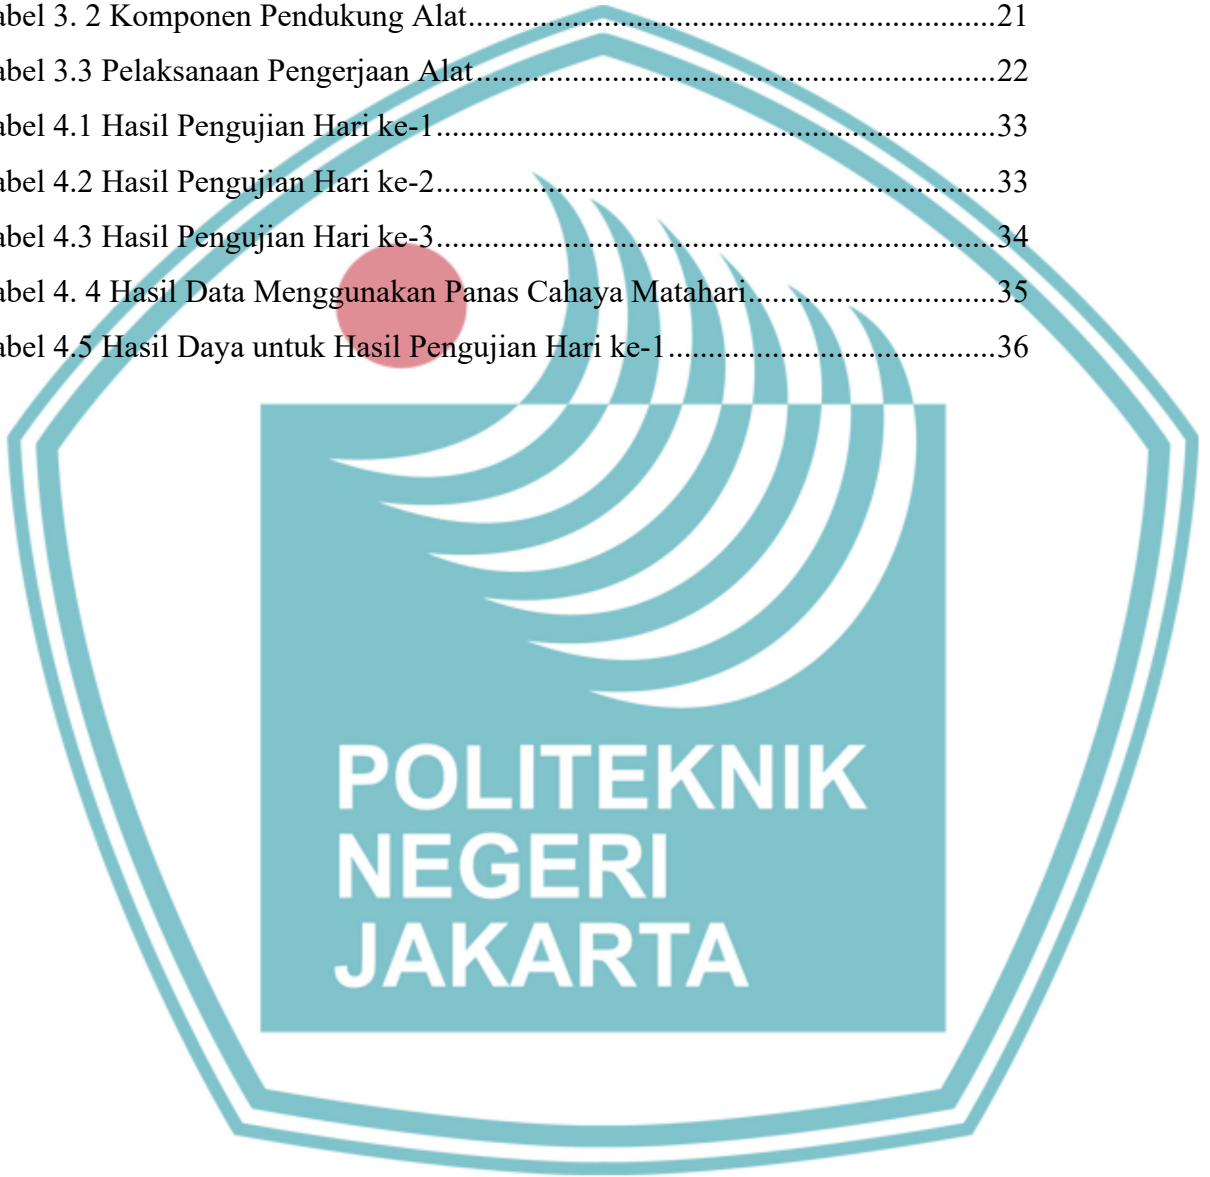 abel 3. 2 Komponen Pendukung Alat.................................................................21
abel 3.3 Pelaksanaan Pengerjaan Alat................................................................22
abel 4.1 Hasil Pengujian Hari ke-1.....................................................................33
abel 4.2 Hasil Pengujian Hari ke-2.....................................................................33
abel 4.3 Hasil Pengujian Hari ke-3.....................................................................34
abel 4. 4 Hasil Data Menggunakan Panas Cahaya Matahari..............................35
abel 4.5 Hasil Daya untuk Hasil Pengujian Hari ke-1........................................36
POLITEKNIK
NEGERI
JAKARTA